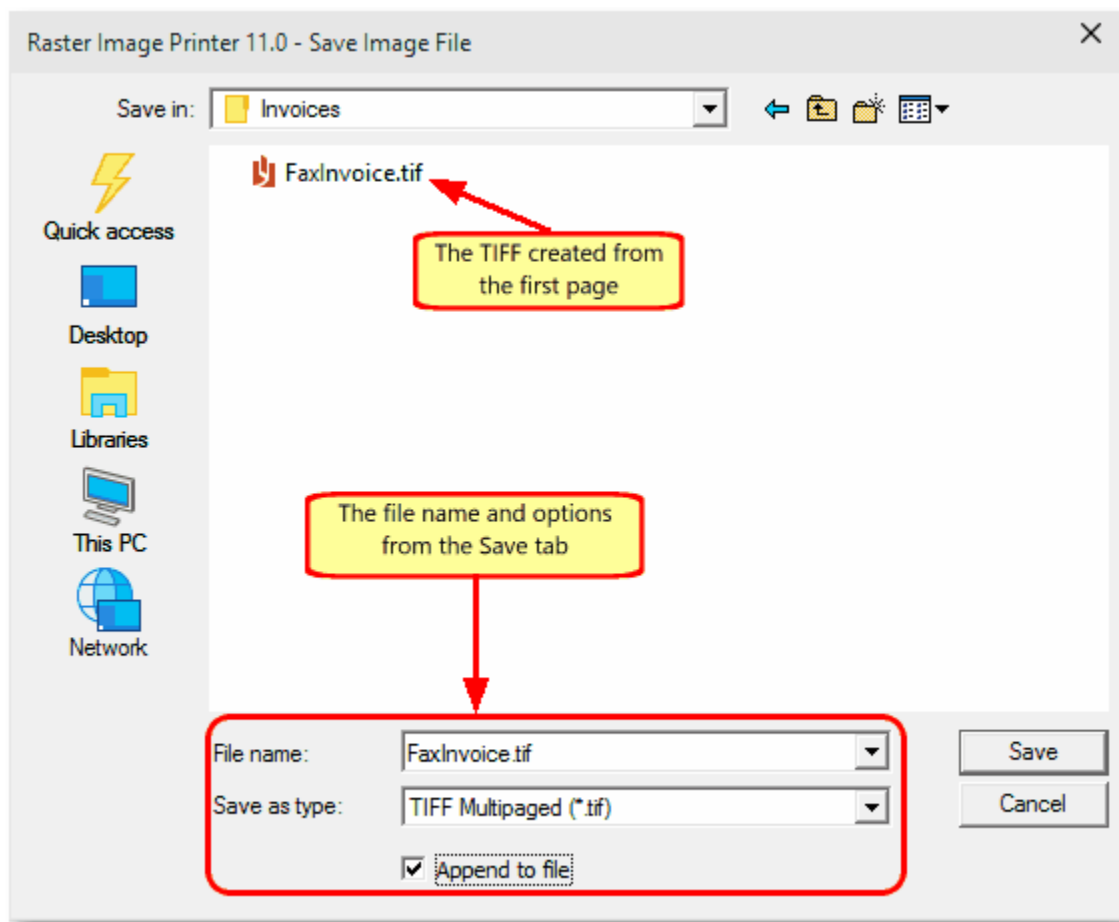 Raster Image Printer 11.0 - Save Image File
Save in:
Invoices
Quick access
Desktop
Libraries
This PC
Network
FaxInvoice.tif
The TIFF created from
the first page
The file name and options
from the Save tab
File name:
FaxInvoice.tif
Save as type:
TIFF Multipaged (*.tif)
Append to file
Save
Cancel